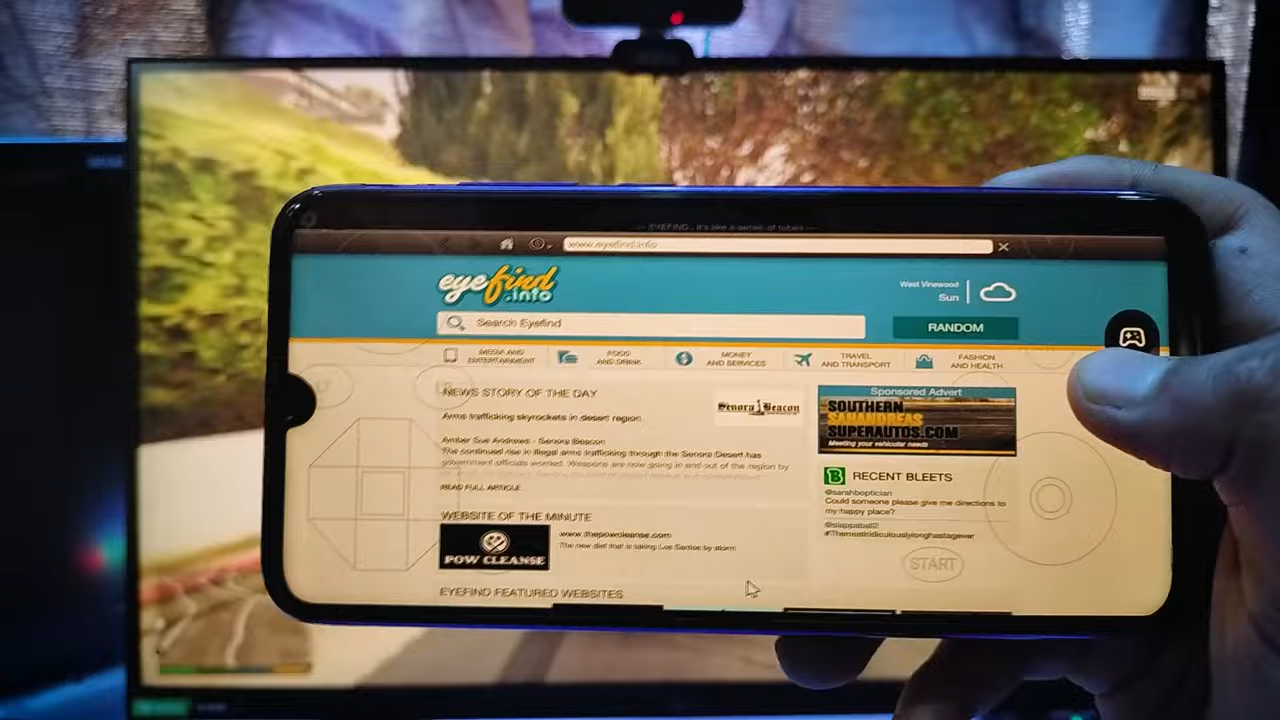 EYEFIND - It's like a series of tubes
www.eyefind.info
eyefind
.info
West Vinewood
Sun
Search Eyefind
RANDOM
MEDIA AND
ENTERTAINMENT
FOOD
AND DRINK
MONEY
AND SERVICES
TRAVEL
AND TRANSPORT
FASHION
AND HEALTH
NEWS STORY OF THE DAY
Senora Beacon
Arms trafficking skyrockets in desert region
Amber Sue Andrews - Senora Beacon
The continued rise in illegal arms trafficking through the Senora Desert has
government officials worried. Weapons are now going in and out of the region by
READ FULL ARTICLE
WEBSITE OF THE MINUTE
POW CLEANSE
www.thepowcleanse.com
The new diet that is taking Los Santos by storm!
EYEFIND FEATURED WEBSITES
Sponsored Advert
SOUTHERN
SANANDREAS
SUPERAUTOS.COM
Meeting your vehicular needs
B
RECENT BLEETS
@sarahboptician
Could someone please give me directions to
my happy place?
@slappaball2
#Themostridiculouslylonghastagever
START